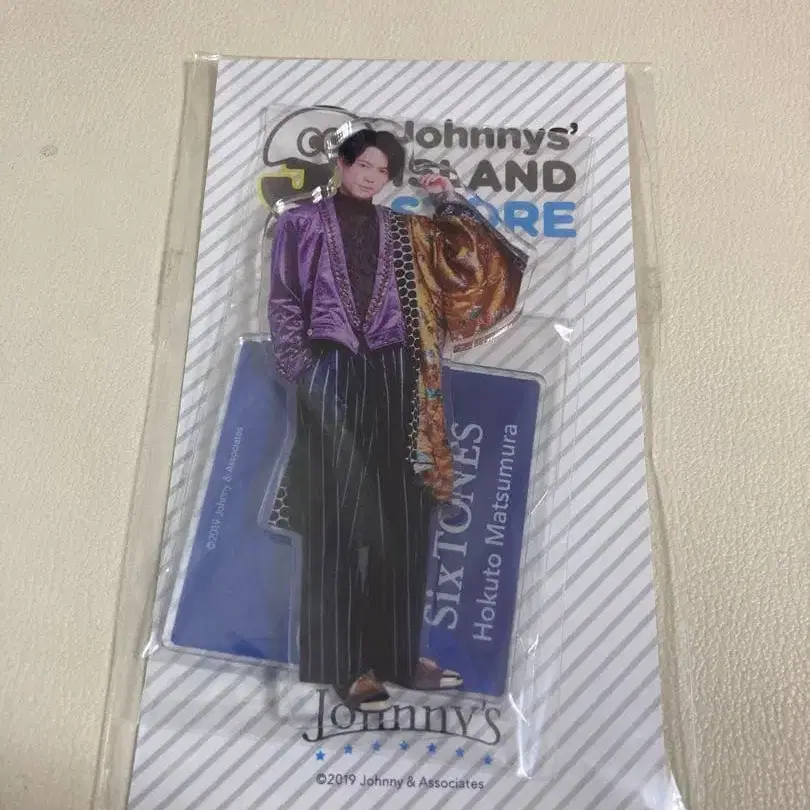 Johnnys'
ISLAND
STORE
©2019 Johnny & Associates
SixTONES
Hokuto Matsumura
Johnny's
©2019 Johnny & Associates